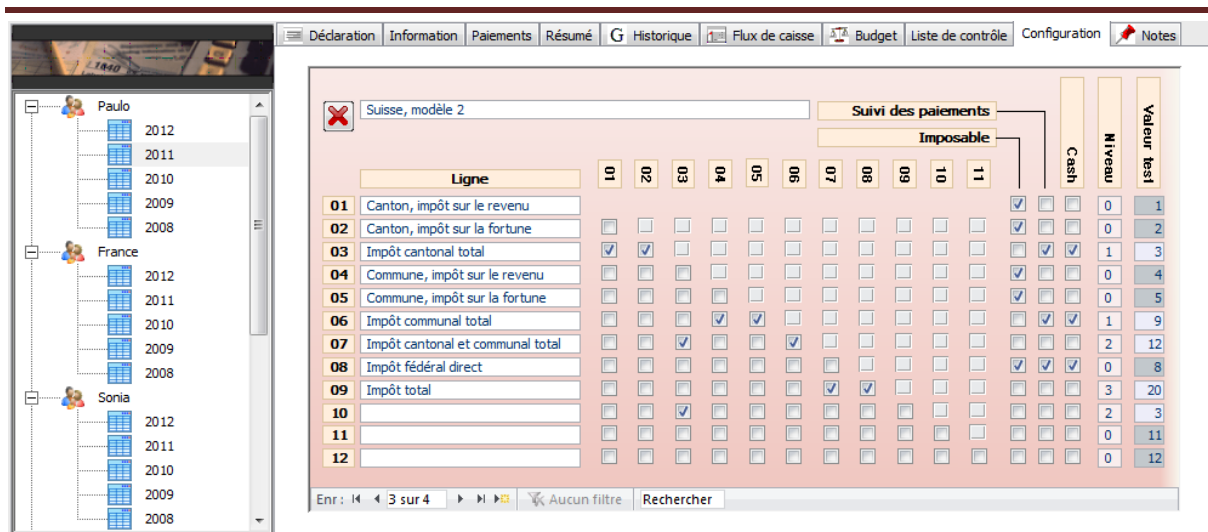 Déclaration Information Paiements Résumé G Historique Flux de caisse Budget Liste de contrôle Configuration Notes
1040
Paulo
2012
2011
2010
2009
2008
France
2012
2011
2010
2009
2008
Sonia
2012
2011
2010
2009
2008
Suisse, modèle 2
Suivi des paiements
Imposable
Cash
Niveau
Valeur test
Ligne 01 02 03 04 05 06 07 08 09 10 11
01 Canton, impôt sur le revenu 0 1
02 Canton, impôt sur la fortune 0 2
03 Impôt cantonal total 1 3
04 Commune, impôt sur le revenu 0 4
05 Commune, impôt sur la fortune 0 5
06 Impôt communal total 1 9
07 Impôt cantonal et communal total 2 12
08 Impôt fédéral direct 0 8
09 Impôt total 3 20
10 2 3
11 0 11
12 0 12
Enr : 3 sur 4 Aucun filtre Rechercher